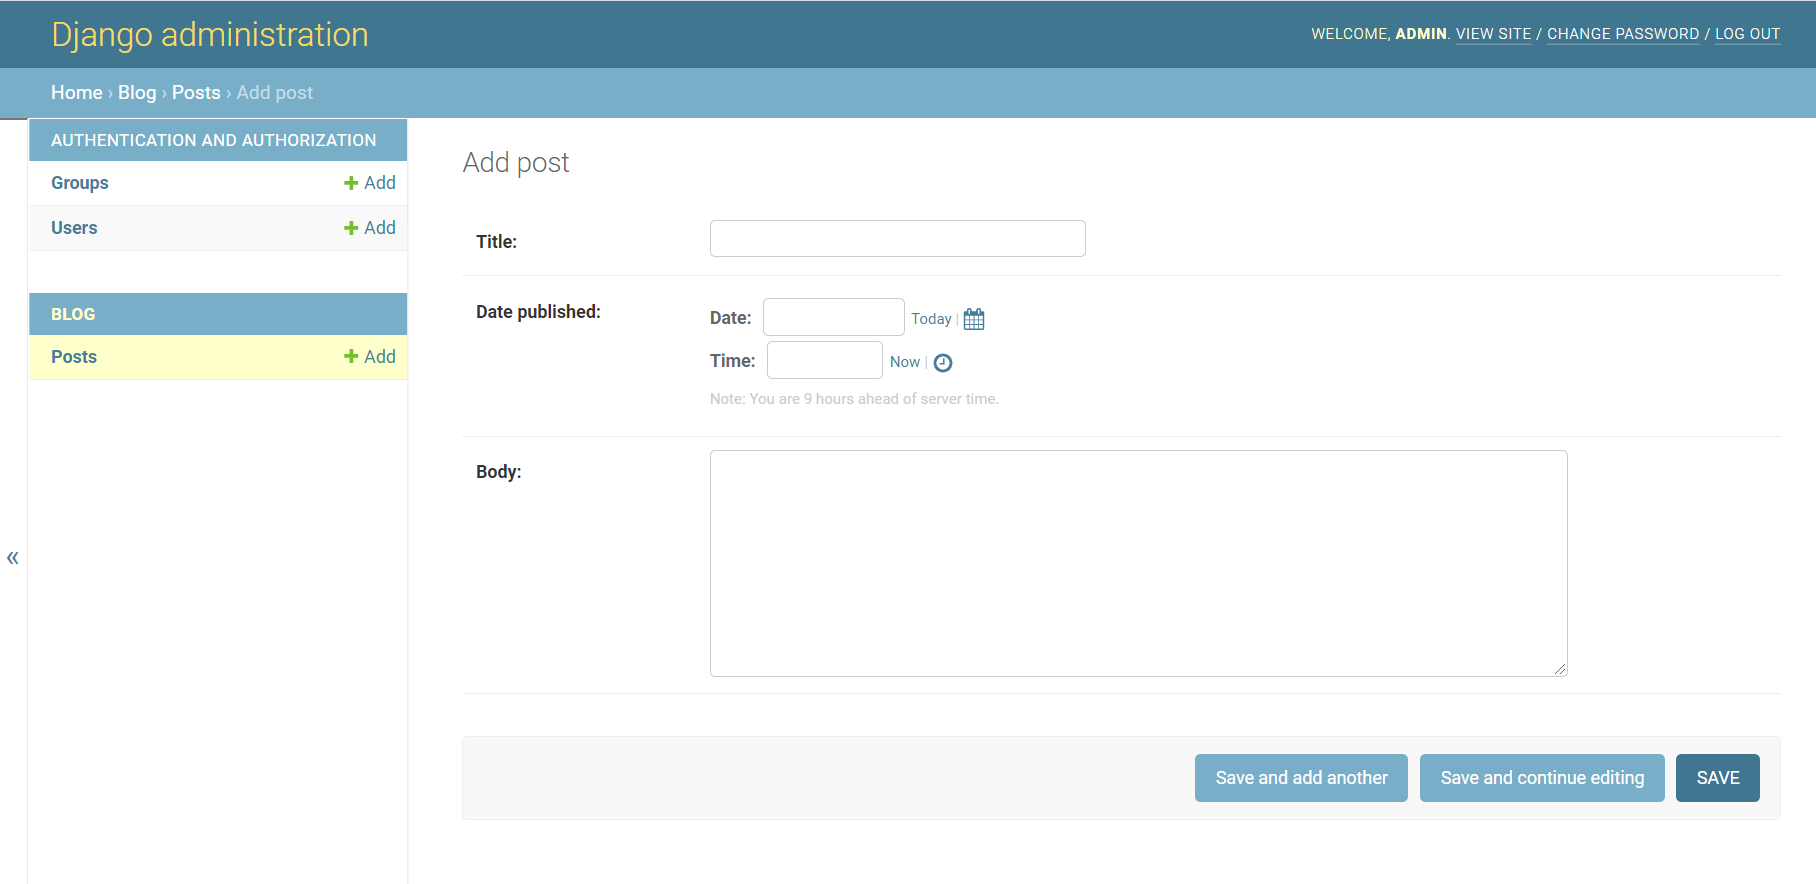 Django administration
WELCOME, ADMIN. VIEW SITE / CHANGE PASSWORD / LOG OUT
Home › Blog › Posts › Add post
AUTHENTICATION AND AUTHORIZATION
Groups + Add
Users + Add
BLOG
Posts + Add
«
Add post
Title:
Date published:
Date: Today |
Time: Now |
Note: You are 9 hours ahead of server time.
Body:
Save and add another
Save and continue editing
SAVE